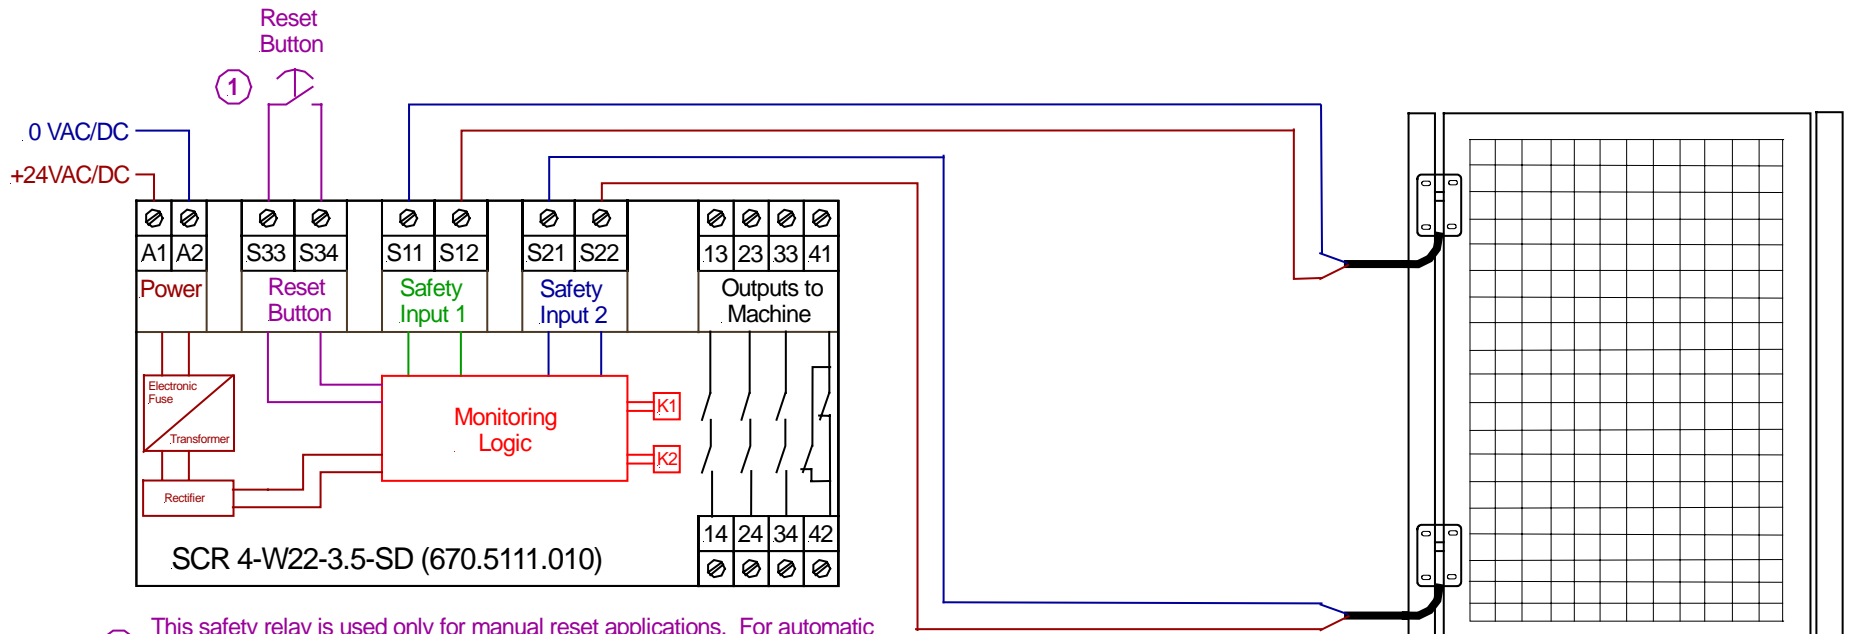 Reset
Button
1
0 VAC/DC
+24VAC/DC
A1 A2 S33 S34 S11 S12 S21 S22 13 23 33 41
Power
Reset
Button
Safety
Input 1
Safety
Input 2
Outputs to
Machine
Electronic
Fuse
Transformer
Rectifier
Monitoring
Logic
K1
K2
14 24 34 42
SCR 4-W22-3.5-SD (670.5111.010)
This safety relay is used only for manual reset applications. For automatic